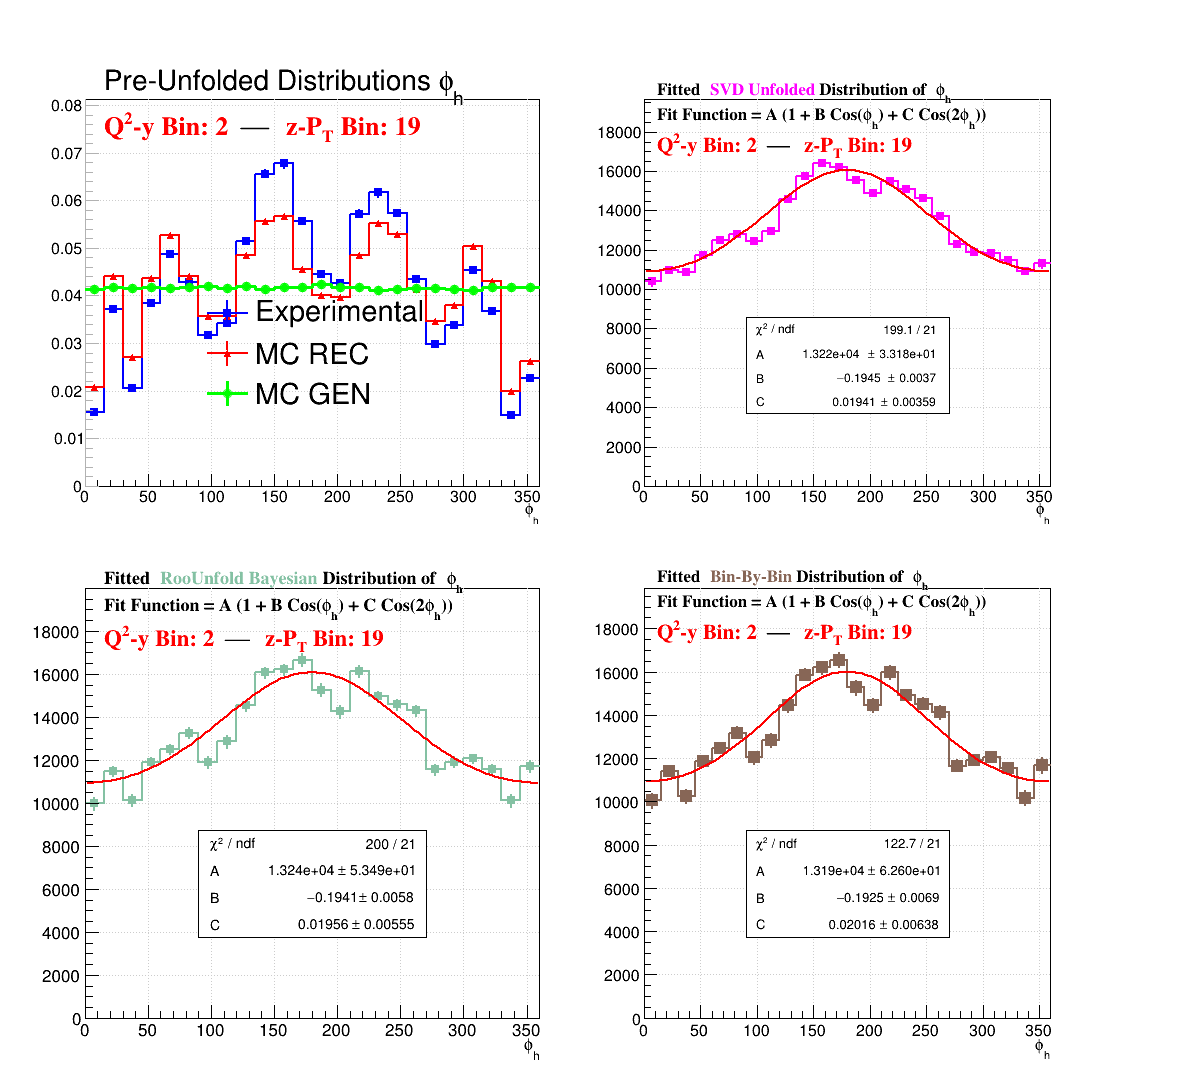 Pre-Unfolded Distributions ϕh
Q2-y Bin: 2 — z-PT Bin: 19
0.08
0.07
0.06
0.05
0.04
0.03
0.02
0.01
0
Experimental
MC REC
MC GEN
0 50 100 150 200 250 300 350
ϕh
Fitted SVD Unfolded Distribution of ϕh
Fit Function = A (1 + B Cos(ϕh) + C Cos(2ϕh))
Q2-y Bin: 2 — z-PT Bin: 19
18000
16000
14000
12000
10000
8000
6000
4000
2000
0
χ2 / ndf 199.1 / 21
A 1.322e+04 ± 3.318e+01
B −0.1945 ± 0.0037
C 0.01941 ± 0.00359
0 50 100 150 200 250 300 350
ϕh
Fitted RooUnfold Bayesian Distribution of ϕh
Fit Function = A (1 + B Cos(ϕh) + C Cos(2ϕh))
Q2-y Bin: 2 — z-PT Bin: 19
18000
16000
14000
12000
10000
8000
6000
4000
2000
0
χ2 / ndf 200 / 21
A 1.324e+04 ± 5.349e+01
B −0.1941 ± 0.0058
C 0.01956 ± 0.00555
0 50 100 150 200 250 300 350
ϕh
Fitted Bin-By-Bin Distribution of ϕh
Fit Function = A (1 + B Cos(ϕh) + C Cos(2ϕh))
Q2-y Bin: 2 — z-PT Bin: 19
18000
16000
14000
12000
10000
8000
6000
4000
2000
0
χ2 / ndf 122.7 / 21
A 1.319e+04 ± 6.260e+01
B −0.1925 ± 0.0069
C 0.02016 ± 0.00638
0 50 100 150 200 250 300 350
ϕh